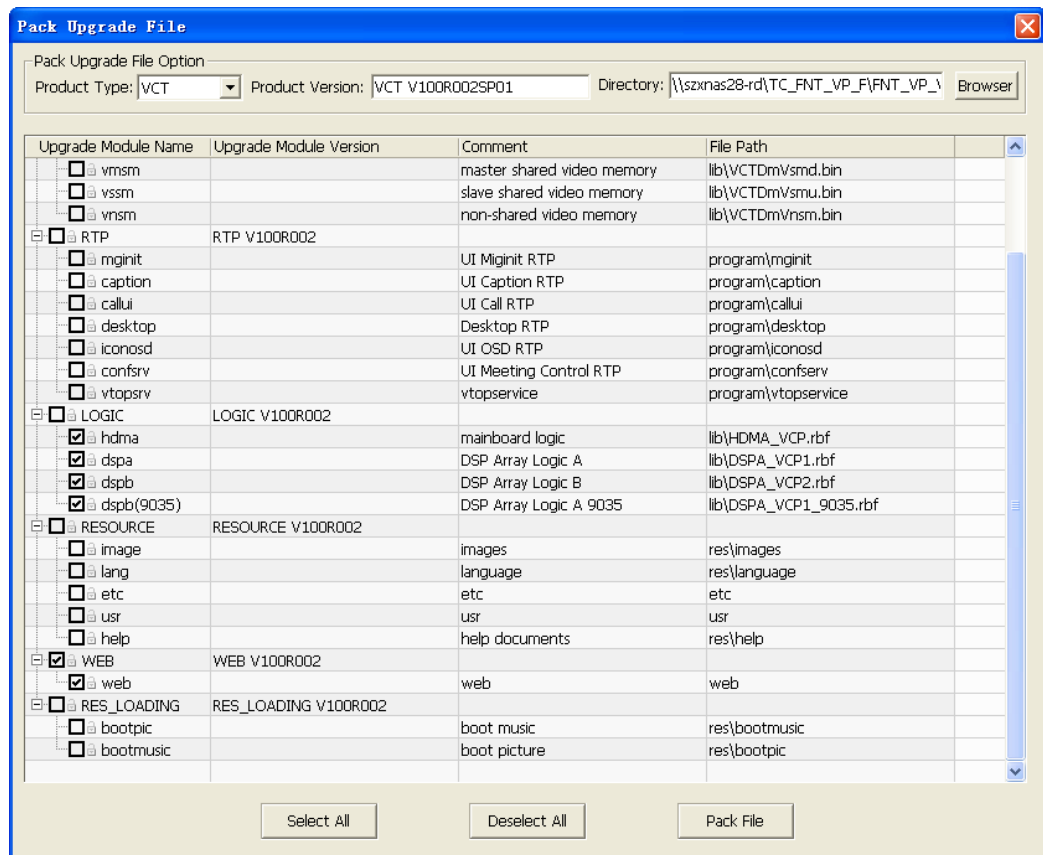 Pack Upgrade File
Pack Upgrade File Option
Product Type: VCT Product Version: VCT V100R002SP01 Directory: \\szxnas28-rd\TC_FNT_VP_F\FNT_VP_\ Browser
Upgrade Module Name Upgrade Module Version Comment File Path
vmsm master shared video memory lib\VCTDmVsmd.bin
vssm slave shared video memory lib\VCTDmVsmu.bin
vnsm non-shared video memory lib\VCTDmVnsm.bin
RTP RTP V100R002
mginit UI Miginit RTP program\mginit
caption UI Caption RTP program\caption
callui UI Call RTP program\callui
desktop Desktop RTP program\desktop
iconosd UI OSD RTP program\iconosd
confsrv UI Meeting Control RTP program\confserv
vtopsrv vtopservice program\vtopservice
LOGIC LOGIC V100R002
hdma mainboard logic lib\HDMA_VCP.rbf
dspa DSP Array Logic A lib\DSPA_VCP1.rbf
dspb DSP Array Logic B lib\DSPA_VCP2.rbf
dspb(9035) DSP Array Logic A 9035 lib\DSPA_VCP1_9035.rbf
RESOURCE RESOURCE V100R002
image images res\images
lang language res\language
etc etc etc
usr usr usr
help help documents res\help
WEB WEB V100R002
web web web
RES_LOADING RES_LOADING V100R002
bootpic boot music res\bootmusic
bootmusic boot picture res\bootpic
Select All Deselect All Pack File